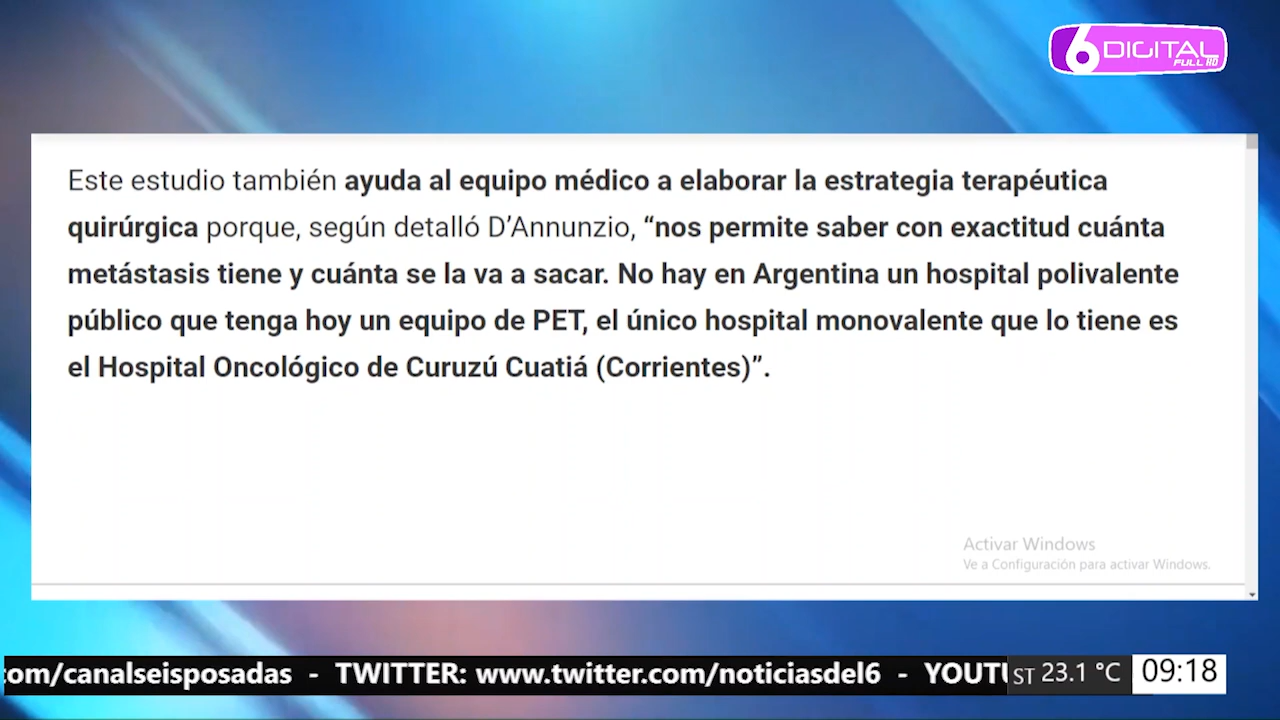 6 DIGITAL
FULL HD
Este estudio también ayuda al equipo médico a elaborar la estrategia terapéutica
quirúrgica porque, según detalló D’Annunzio, “nos permite saber con exactitud cuánta
metástasis tiene y cuánta se la va a sacar. No hay en Argentina un hospital polivalente
público que tenga hoy un equipo de PET, el único hospital monovalente que lo tiene es
el Hospital Oncológico de Curuzú Cuatiá (Corrientes)”.
Activar Windows
Ve a Configuración para activar Windows.
com/canalseisposadas - TWITTER: www.twitter.com/noticiasdel6 - YOUTU ST 23.1 °C 09:18